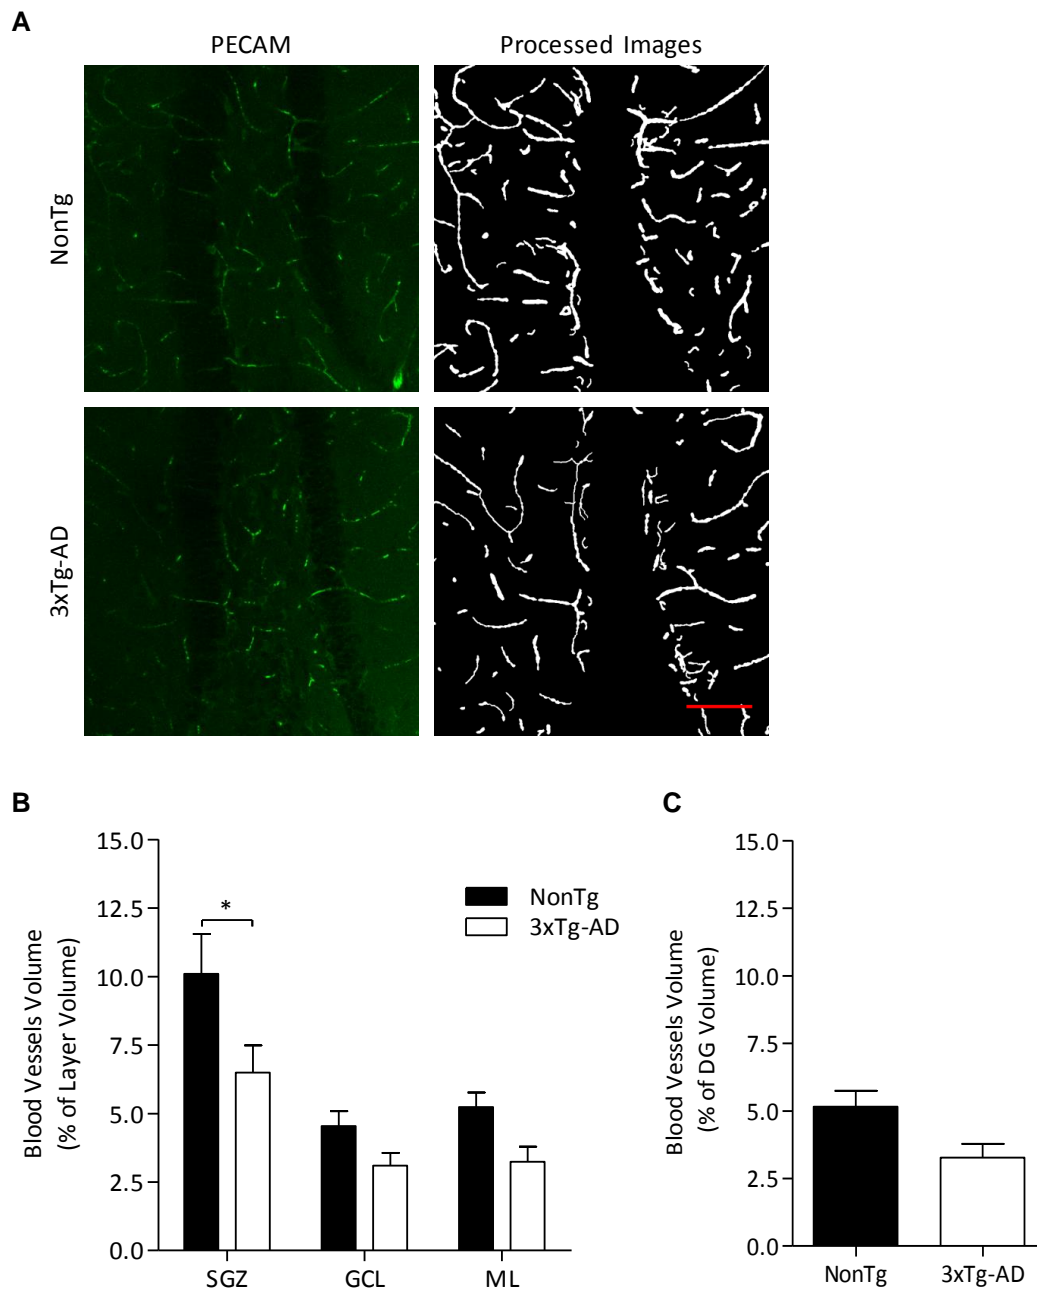 A
PECAM
Processed Images
NonTg
3xTg-AD
B
Blood Vessels Volume
(% of Layer Volume)
15.0
12.5
10.0
7.5
5.0
2.5
0.0
*
NonTg
3xTg-AD
SGZ
GCL
ML
C
Blood Vessels Volume
(% of DG Volume)
15.0
12.5
10.0
7.5
5.0
2.5
0.0
NonTg
3xTg-AD